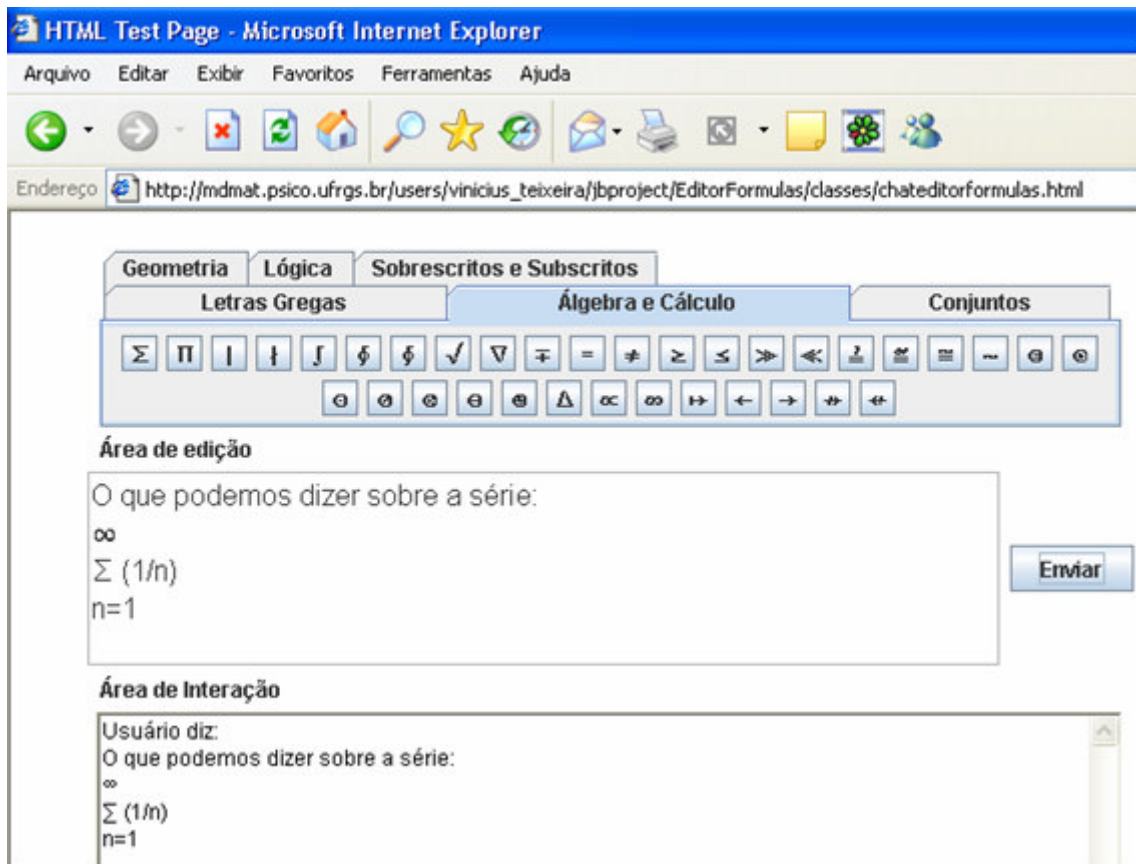 HTML Test Page - Microsoft Internet Explorer
Arquivo Editar Exibir Favoritos Ferramentas Ajuda
Endereço http://mdmat.psico.ufrgs.br/users/vinicius_teixeira/jbproject/EditorFormulas/classes/chateditorformulas.html
Geometria Lógica Sobrescritos e Subscritos
Letras Gregas Álgebra e Cálculo Conjuntos
Σ Π ∣ ∤ ∫ ∮ ∮ √ ∇ ∓ = ≠ ≥ ≤ ≫ ≪ ≟ ≅ ~
Δ ∝ ∞ ↦ ← →
Área de edição
O que podemos dizer sobre a série:
∞
Σ (1/n)
n=1
Enviar
Área de Interação
Usuário diz:
O que podemos dizer sobre a série:
∞
∑ (1/n)
n=1